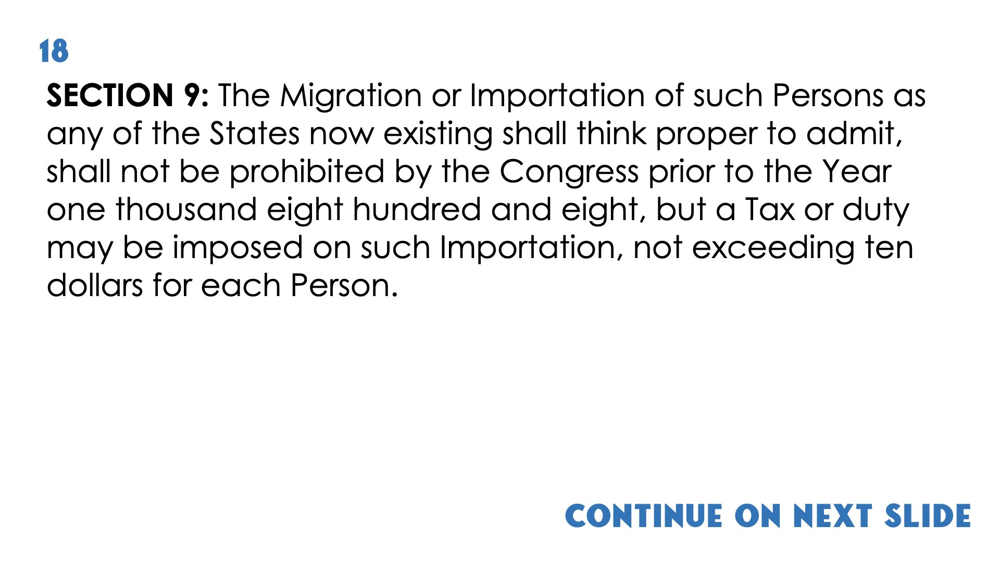 18
SECTION 9: The Migration or Importation of such Persons as
any of the States now existing shall think proper to admit,
shall not be prohibited by the Congress prior to the Year
one thousand eight hundred and eight, but a Tax or duty
may be imposed on such Importation, not exceeding ten
dollars for each Person.
CONTINUE ON NEXT SLIDE